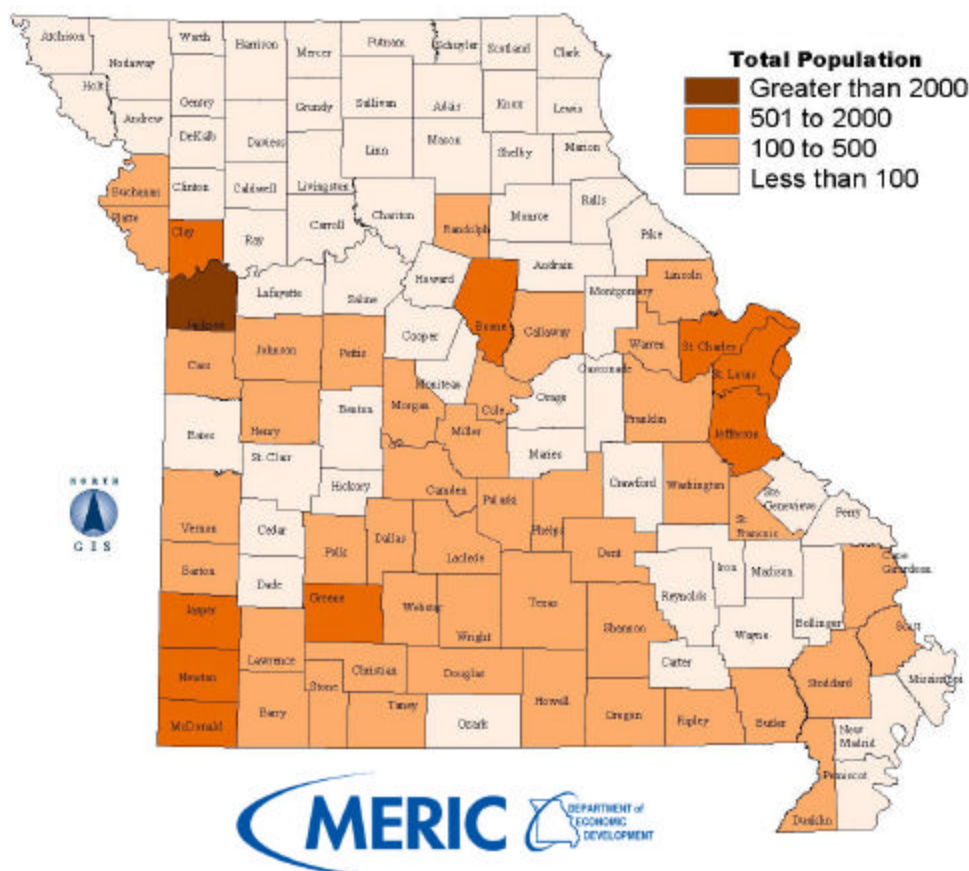 Total Population
Greater than 2000
501 to 2000
100 to 500
Less than 100
Atchison
Nodaway
Worth
Harrison
Mercer
Putnam
Schuyler
Scotland
Clark
Holt
Andrew
Gentry
Grundy
Sullivan
Adair
Knox
Lewis
DeKalb
Daviess
Linn
Macon
Shelby
Marion
Buchanan
Clinton
Caldwell
Livingston
Chariton
Randolph
Monroe
Ralls
Pike
Platte
Clay
Ray
Carroll
Howard
Audrain
Lincoln
Jackson
Lafayette
Saline
Cooper
Boone
Callaway
Montgomery
Warren
St. Charles
St. Louis
Cass
Johnson
Pettis
Moniteau
Cole
Osage
Gasconade
Franklin
Jefferson
Bates
Henry
Benton
Morgan
Miller
Maries
St. Clair
Hickory
Camden
Pulaski
Phelps
Crawford
Washington
Ste.
Genevieve
St.
Francois
Perry
Vernon
Cedar
Polk
Dallas
Laclede
Dent
Iron
Madison
Cape
Girardeau
Barton
Dade
Greene
Webster
Wright
Texas
Shannon
Reynolds
Wayne
Bollinger
Scott
Jasper
Lawrence
Christian
Douglas
Carter
Stoddard
Mississippi
Newton
Stone
Taney
Ozark
Howell
Oregon
Ripley
Butler
New
Madrid
McDonald
Barry
Pemiscot
Dunklin
NORTH
GIS
MERIC
DEPARTMENT of
ECONOMIC
DEVELOPMENT